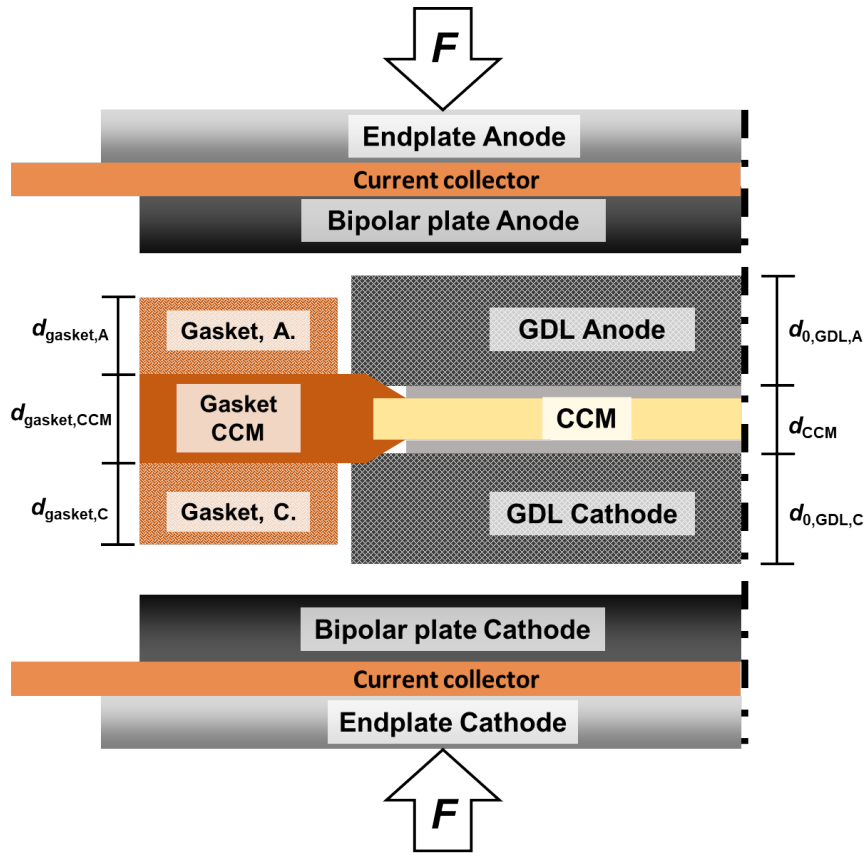 F
Endplate Anode
Current collector
Bipolar plate Anode
dgasket,A
Gasket, A.
GDL Anode
d0,GDL,A
dgasket,CCM
Gasket
CCM
CCM
dCCM
dgasket,C
Gasket, C.
GDL Cathode
d0,GDL,C
Bipolar plate Cathode
Current collector
Endplate Cathode
F